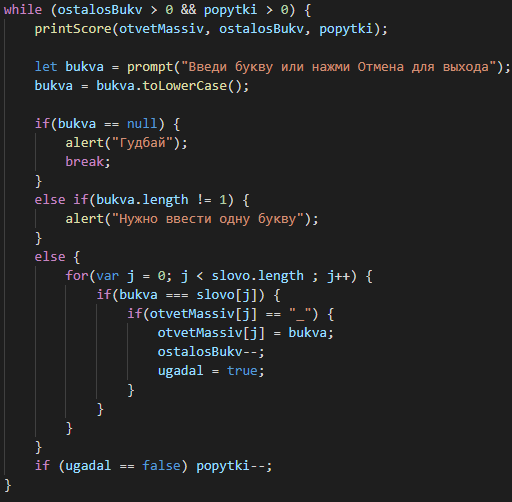 while (ostalosBukv > 0 && popytki > 0) {
    printScore(otvetMassiv, ostalosBukv, popytki);

    let bukva = prompt("Введи букву или нажми Отмена для выхода");
    bukva = bukva.toLowerCase();

    if(bukva == null) {
        alert("Гудбай");
        break;
    }
    else if(bukva.length != 1) {
        alert("Нужно ввести одну букву");
    }
    else {
        for(var j = 0; j < slovo.length ; j++) {
            if(bukva === slovo[j]) {
                if(otvetMassiv[j] == "_") {
                    otvetMassiv[j] = bukva;
                    ostalosBukv--;
                    ugadal = true;
                }
            }
        }
    }
    if (ugadal == false) popytki--;
}